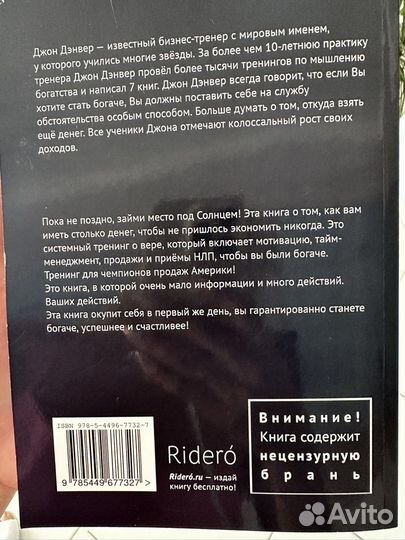 Джон Дэнвер — известный бизнес-тренер с мировым именем,
у которого учились многие звёзды. За более чем 10-летнюю практику
тренера Джон Дэнвер провёл более тысячи тренингов по мышлению
богатства и написал 7 книг. Джон Дэнвер всегда говорит, что если Вы
хотите стать богаче, Вы должны поставить себе на службу
обстоятельства особым способом. Больше думать о том, откуда взять
ещё денег. Все ученики Джона отмечают колоссальный рост своих
доходов.
Пока не поздно, займи место под Солнцем! Эта книга о том, как вам
иметь столько денег, чтобы не пришлось экономить никогда. Это
системный тренинг о вере, который включает мотивацию, тайм-
менеджмент, продажи и приёмы НЛП, чтобы вы были богаче.
Тренинг для чемпионов продаж Америки!
Это книга, в которой очень мало информации и много действий.
Ваших действий.
Эта книга окупит себя в первый же день, вы гарантированно станете
богаче, успешнее и счастливее!
ISBN 978-5-4496-7732-7
9 785449 677327 >
Rideró
Ridero.ru — издай
книгу бесплатно!
Внимание!
Книга содержит
нецензурную
брань
Avito